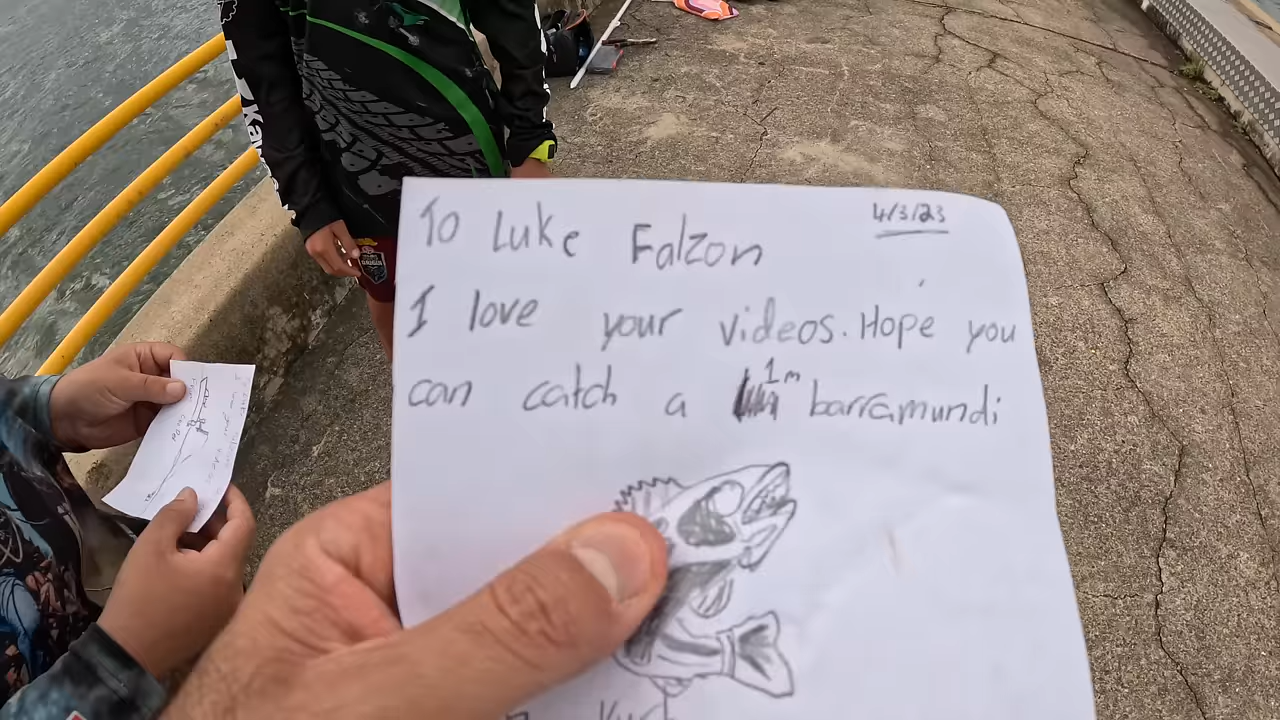 To Luke Falzon
4/3/23
I love your videos. Hope you
can catch a 1m barramundi